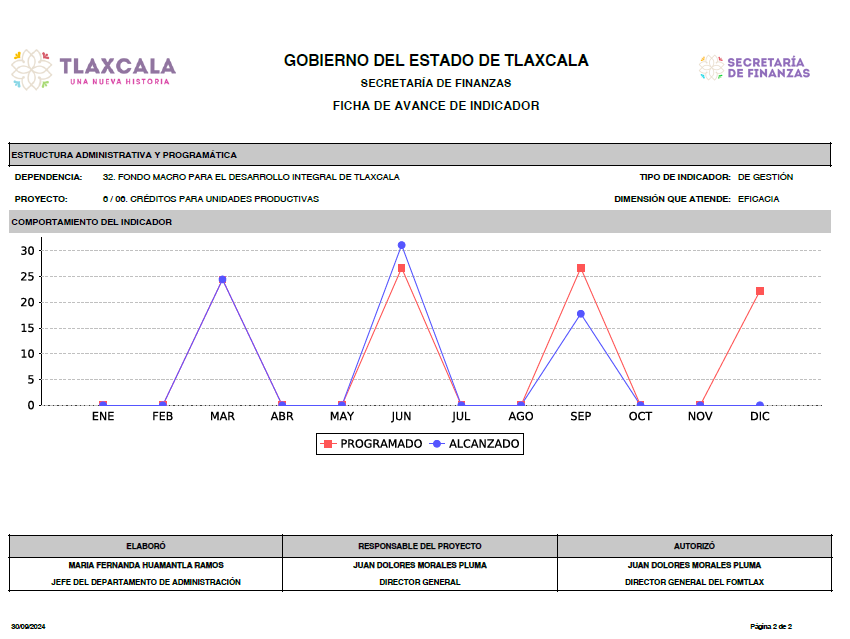 TLAXCALA
UNA NUEVA HISTORIA
GOBIERNO DEL ESTADO DE TLAXCALA
SECRETARÍA DE FINANZAS
FICHA DE AVANCE DE INDICADOR
SECRETARÍA
DE FINANZAS
ESTRUCTURA ADMINISTRATIVA Y PROGRAMÁTICA
DEPENDENCIA: 32. FONDO MACRO PARA EL DESARROLLO INTEGRAL DE TLAXCALA TIPO DE INDICADOR: DE GESTIÓN
PROYECTO: 6 / 06. CRÉDITOS PARA UNIDADES PRODUCTIVAS DIMENSIÓN QUE ATIENDE: EFICACIA
COMPORTAMIENTO DEL INDICADOR
30
25
20
15
10
5
0
ENE FEB MAR ABR MAY JUN JUL AGO SEP OCT NOV DIC
PROGRAMADO ALCANZADO
ELABORÓ RESPONSABLE DEL PROYECTO AUTORIZÓ
MARIA FERNANDA HUAMANTLA RAMOS JUAN DOLORES MORALES PLUMA JUAN DOLORES MORALES PLUMA
JEFE DEL DEPARTAMENTO DE ADMINISTRACIÓN DIRECTOR GENERAL DIRECTOR GENERAL DEL FOMTLAX
30/09/2024 Página 2 de 2